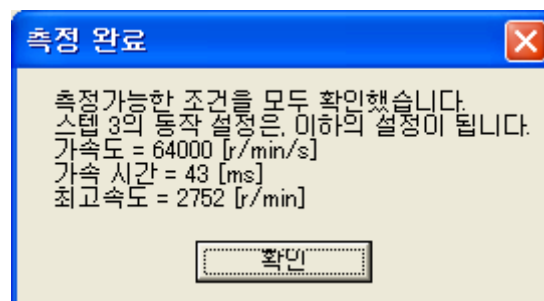 측정 완료
측정가능한 조건을 모두 확인했습니다.
스텝 3의 동작 설정은, 이하의 설정이 됩니다.
가속도 = 64000 [r/min/s]
가속 시간 = 43 [ms]
최고속도 = 2752 [r/min]
확인